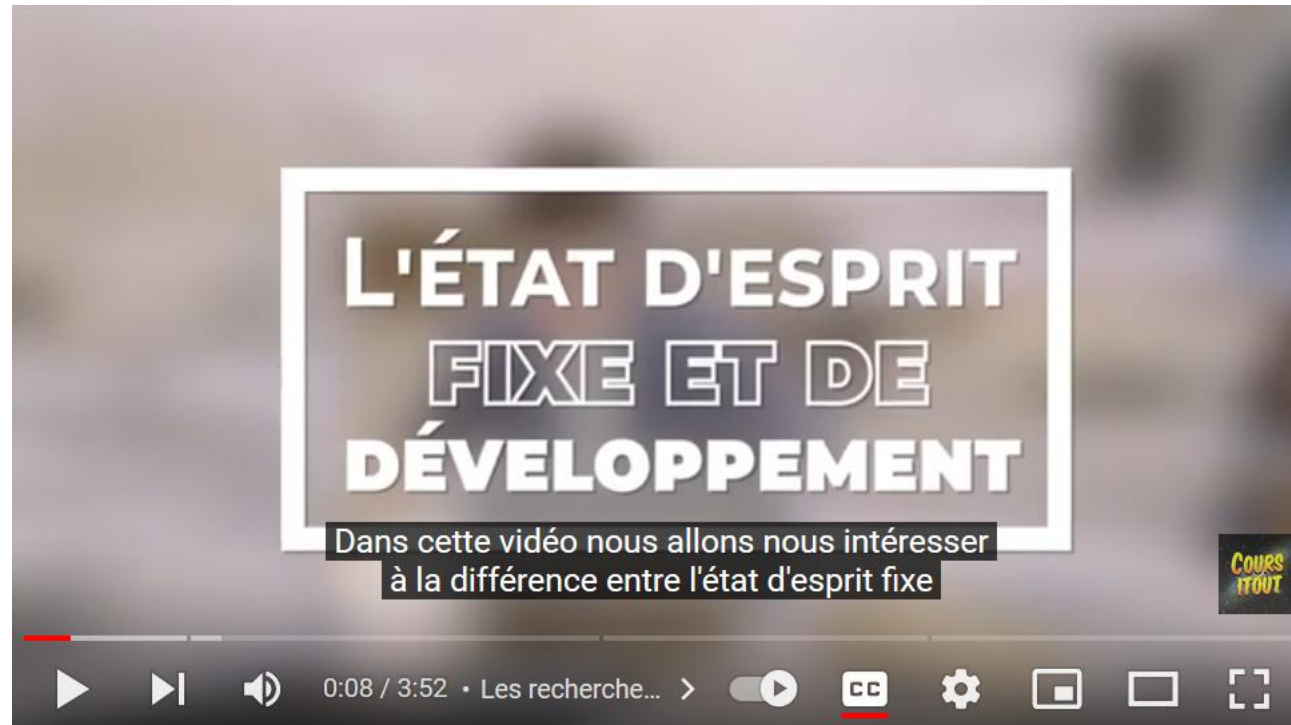 L'ÉTAT D'ESPRIT
FIXE ET DE
DÉVELOPPEMENT
Dans cette vidéo nous allons nous intéresser
à la différence entre l'état d'esprit fixe
COURS
ITOUT
0:08 / 3:52 • Les recherche... >
CC